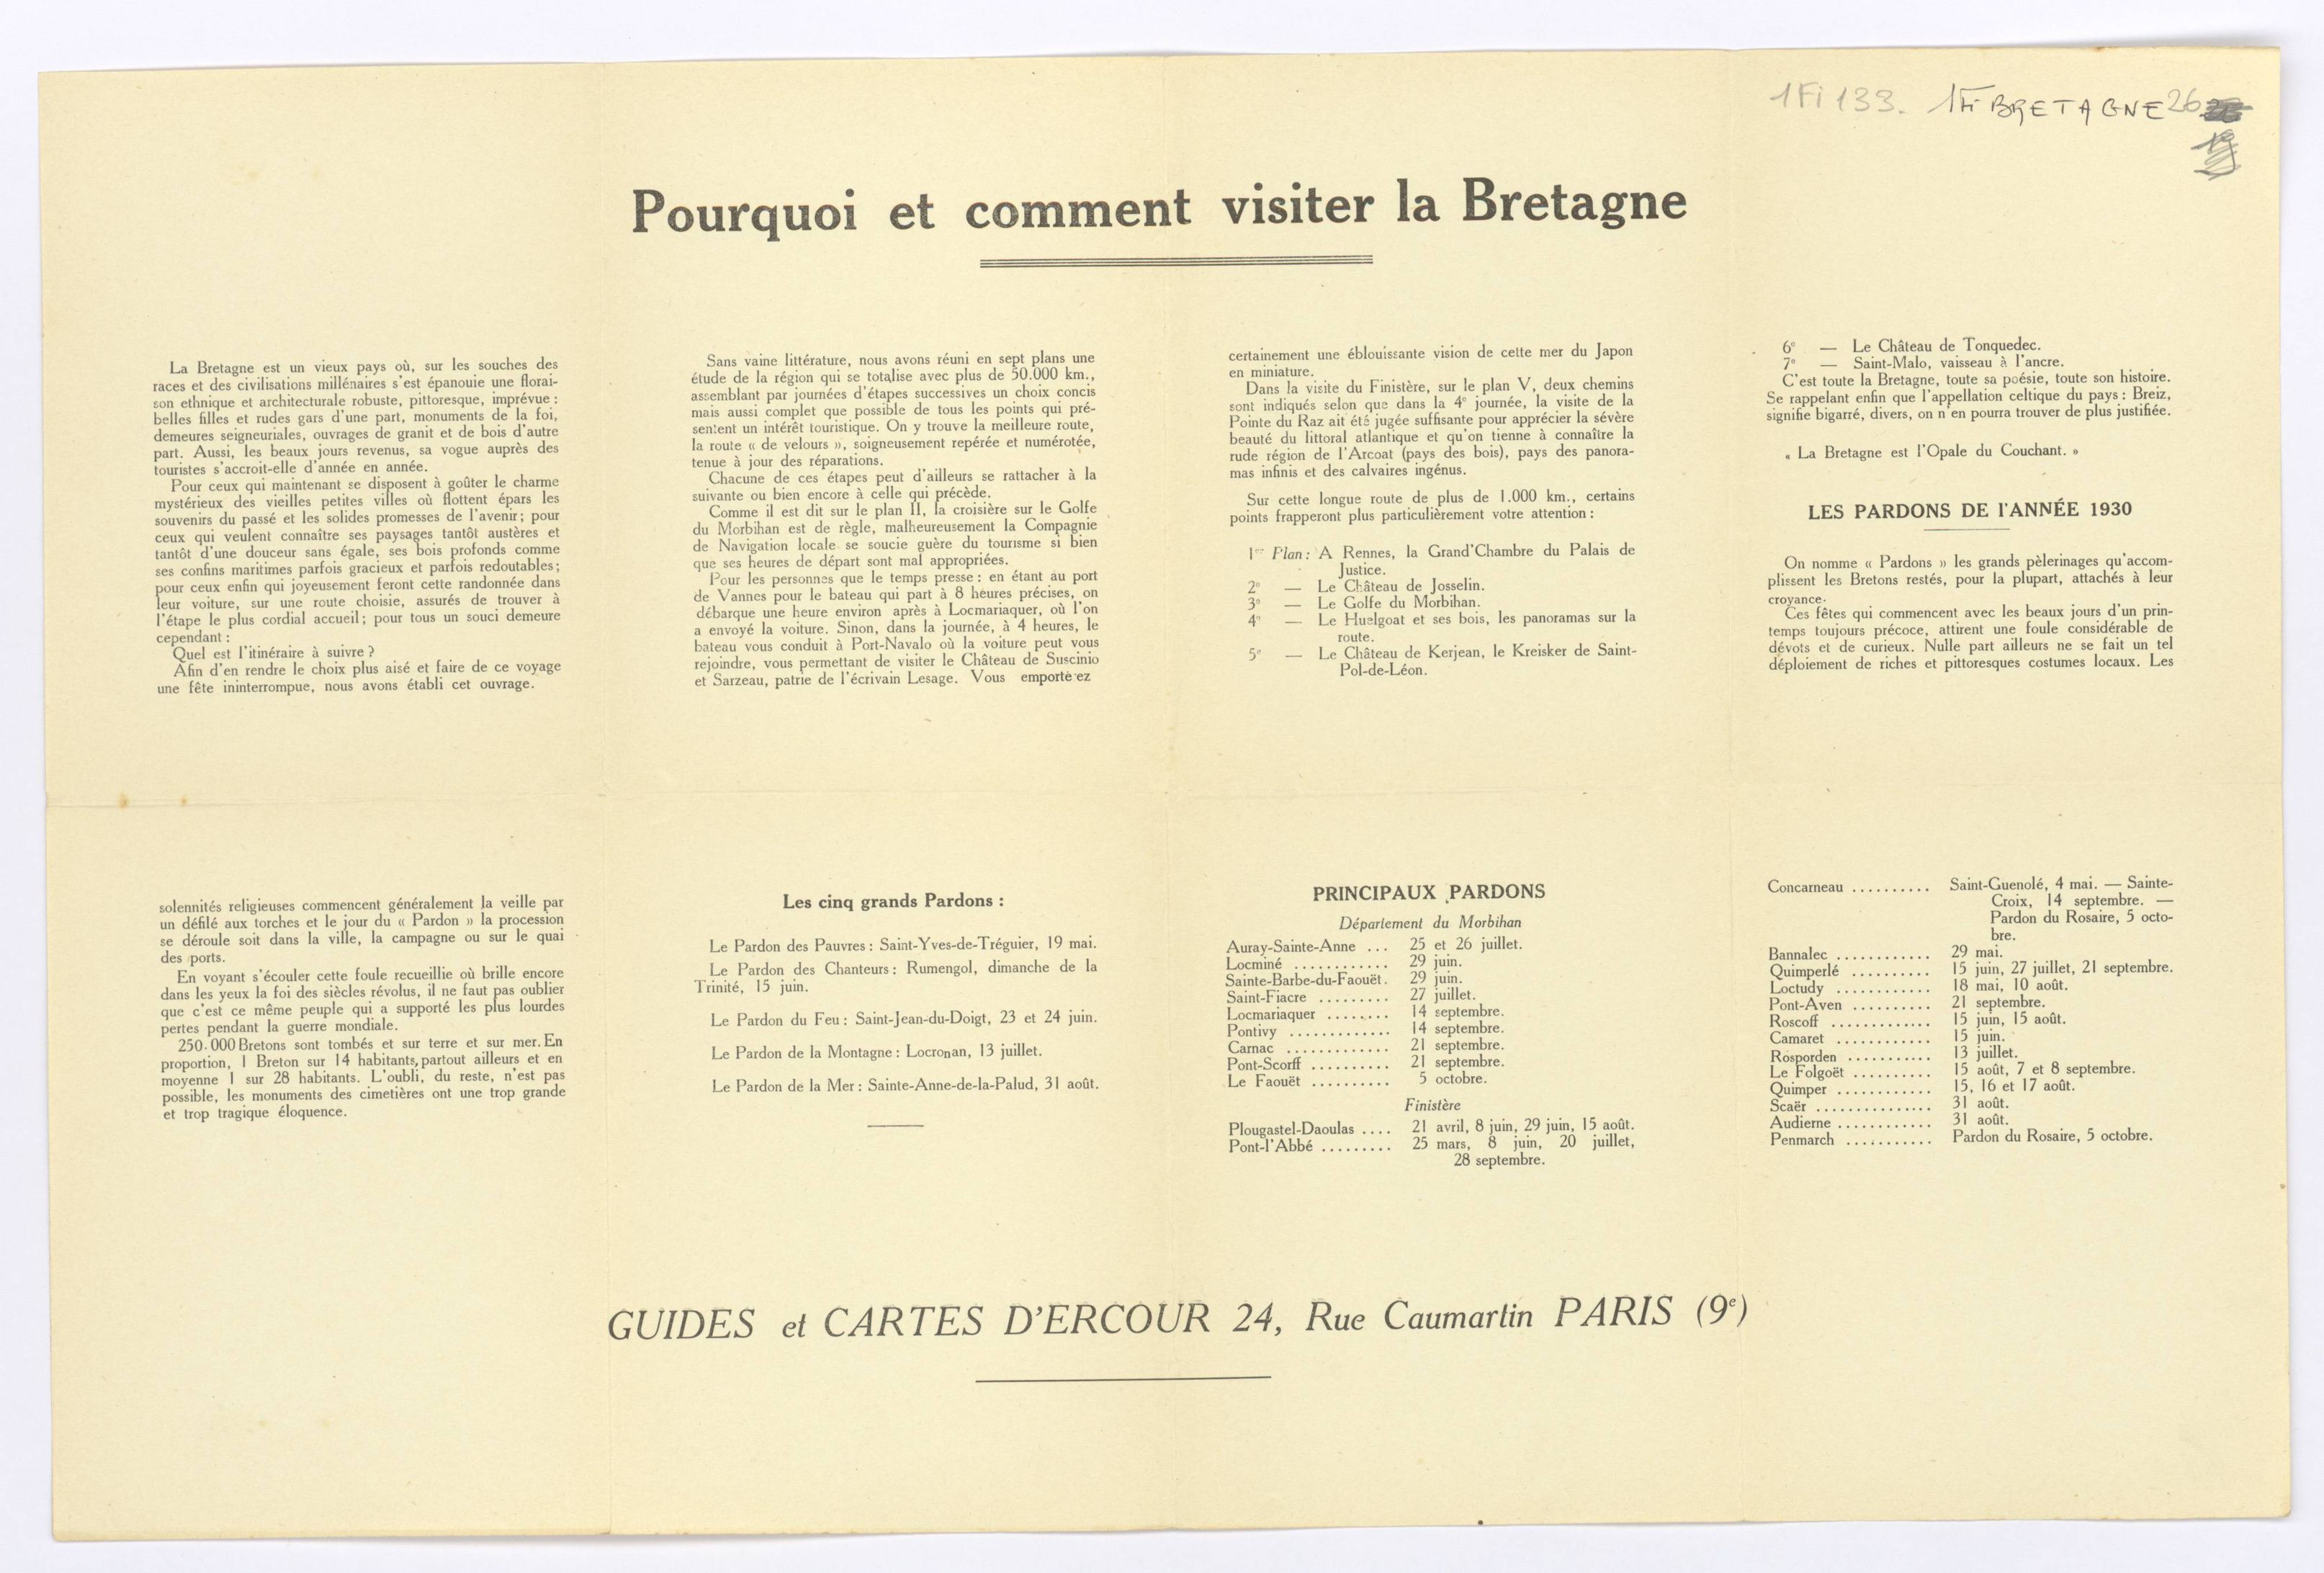 1Fi 133. 1Fi BRETAGNE 26
Pourquoi et comment visiter la Bretagne
La Bretagne est un vieux pays où, sur les souches des
races et des civilisations millénaires s'est épanouie une florai-
son ethnique et architecturale robuste, pittoresque, imprévue :
belles filles et rudes gars d'une part, monuments de la foi,
demeures seigneuriales, ouvrages de granit et de bois d'autre
part. Aussi, les beaux jours revenus, sa vogue auprès des
touristes s'accroit-elle d'année en année.
Pour ceux qui maintenant se disposent à goûter le charme
mystérieux des vieilles petites villes où flottent épars les
souvenirs du passé et les solides promesses de l'avenir ; pour
ceux qui veulent connaître ses paysages tantôt austères et
tantôt d'une douceur sans égale, ses bois profonds comme
ses confins maritimes parfois gracieux et parfois redoutables ;
pour ceux enfin qui joyeusement feront cette randonnée dans
leur voiture, sur une route choisie, assurés de trouver à
l'étape le plus cordial accueil ; pour tous un souci demeure
cependant :
Quel est l'itinéraire à suivre ?
Afin d'en rendre le choix plus aisé et faire de ce voyage
une fête ininterrompue, nous avons établi cet ouvrage.
Sans vaine littérature, nous avons réuni en sept plans une
étude de la région qui se totalise avec plus de 50.000 km.,
assemblant par journées d'étapes successives un choix concis
mais aussi complet que possible de tous les points qui pré-
sentent un intérêt touristique. On y trouve la meilleure route,
la route « de velours », soigneusement repérée et numérotée,
tenue à jour des réparations.
Chacune de ces étapes peut d'ailleurs se rattacher à la
suivante ou bien encore à celle qui précède.
Comme il est dit sur le plan II, la croisière sur le Golfe
du Morbihan est de règle, malheureusement la Compagnie
de Navigation locale se soucie guère du tourisme si bien
que ses heures de départ sont mal appropriées.
Pour les personnes que le temps presse : en étant au port
de Vannes pour le bateau qui part à 8 heures précises, on
débarque une heure environ après à Locmariaquer, où l'on
a envoyé la voiture. Sinon, dans la journée, à 4 heures, le
bateau vous conduit à Port-Navalo où la voiture peut vous
rejoindre, vous permettant de visiter le Château de Suscinio
et Sarzeau, patrie de l'écrivain Lesage. Vous emporterez
certainement une éblouissante vision de cette mer du Japon
en miniature.
Dans la visite du Finistère, sur le plan V, deux chemins
sont indiqués selon que dans la 4e journée, la visite de la
Pointe du Raz ait été jugée suffisante pour apprécier la sévère
beauté du littoral atlantique et qu'on tienne à connaître la
rude région de l'Arcoat (pays des bois), pays des panora-
mas infinis et des calvaires ingénus.
Sur cette longue route de plus de 1.000 km., certains
points frapperont plus particulièrement votre attention :
1er Plan : A Rennes, la Grand'Chambre du Palais de
Justice.
2e — Le Château de Josselin.
3e — Le Golfe du Morbihan.
4e — Le Huelgoat et ses bois, les panoramas sur la
route.
5e — Le Château de Kerjean, le Kreisker de Saint-
Pol-de-Léon.
6e — Le Château de Tonquedec.
7e — Saint-Malo, vaisseau à l'ancre.
C'est toute la Bretagne, toute sa poésie, toute son histoire.
Se rappelant enfin que l'appellation celtique du pays : Breiz,
signifie bigarré, divers, on n'en pourra trouver de plus justifiée.
« La Bretagne est l'Opale du Couchant. »
LES PARDONS DE l'ANNÉE 1930
On nomme « Pardons » les grands pèlerinages qu'accom-
plissent les Bretons restés, pour la plupart, attachés à leur
croyance.
Ces fêtes qui commencent avec les beaux jours d'un prin-
temps toujours précoce, attirent une foule considérable de
dévots et de curieux. Nulle part ailleurs ne se fait un tel
déploiement de riches et pittoresques costumes locaux. Les
solennités religieuses commencent généralement la veille par
un défilé aux torches et le jour du « Pardon » la procession
se déroule soit dans la ville, la campagne ou sur le quai
des ports.
En voyant s'écouler cette foule recueillie où brille encore
dans les yeux la foi des siècles révolus, il ne faut pas oublier
que c'est ce même peuple qui a supporté les plus lourdes
pertes pendant la guerre mondiale.
250.000 Bretons sont tombés et sur terre et sur mer. En
proportion, 1 Breton sur 14 habitants, partout ailleurs et en
moyenne 1 sur 28 habitants. L'oubli, du reste, n'est pas
possible, les monuments des cimetières ont une trop grande
et trop tragique éloquence.
Les cinq grands Pardons :
Le Pardon des Pauvres : Saint-Yves-de-Tréguier, 19 mai.
Le Pardon des Chanteurs : Rumengol, dimanche de la
Trinité, 15 juin.
Le Pardon du Feu : Saint-Jean-du-Doigt, 23 et 24 juin.
Le Pardon de la Montagne : Locronan, 13 juillet.
Le Pardon de la Mer : Sainte-Anne-de-la-Palud, 31 août.
PRINCIPAUX PARDONS
Département du Morbihan
Auray-Sainte-Anne ... 25 et 26 juillet.
Locminé ............ 29 juin.
Sainte-Barbe-du-Faouët. 29 juin.
Saint-Fiacre ......... 27 juillet.
Locmariaquer ........ 14 septembre.
Pontivy ............. 14 septembre.
Carnac ............. 21 septembre.
Pont-Scorff .......... 21 septembre.
Le Faouët .......... 5 octobre.
Finistère
Plougastel-Daoulas .... 21 avril, 8 juin, 29 juin, 15 août.
Pont-l'Abbé ......... 25 mars, 8 juin, 20 juillet,
28 septembre.
Concarneau .......... Saint-Guenolé, 4 mai. — Sainte-
Croix, 14 septembre. —
Pardon du Rosaire, 5 octo-
bre.
Bannalec ............ 29 mai.
Quimperlé .......... 15 juin, 27 juillet, 21 septembre.
Loctudy ............ 18 mai, 10 août.
Pont-Aven .......... 21 septembre.
Roscoff ............. 15 juin, 15 août.
Camaret ............ 15 juin.
Rosporden ........... 13 juillet.
Le Folgoët .......... 15 août, 7 et 8 septembre.
Quimper ............ 15, 16 et 17 août.
Scaër ............... 31 août.
Audierne ............ 31 août.
Penmarch ........... Pardon du Rosaire, 5 octobre.
GUIDES et CARTES D'ERCOUR 24, Rue Caumartin PARIS (9e)